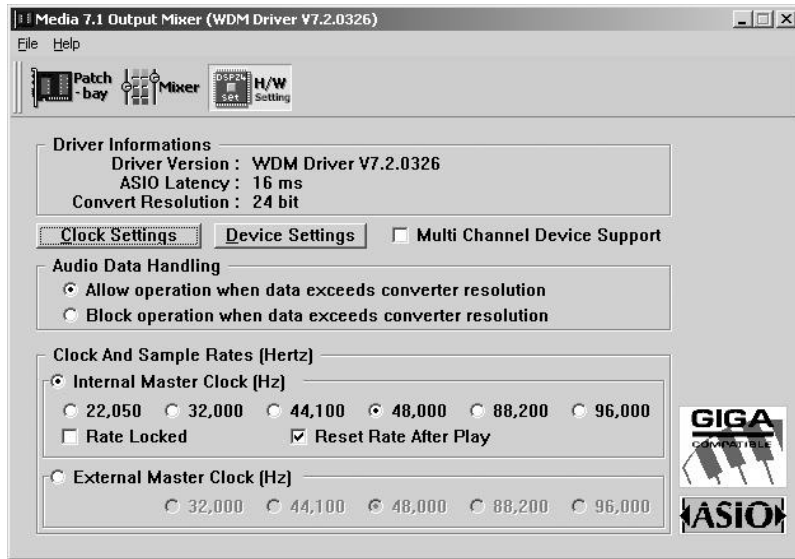 Media 7.1 Output Mixer (WDM Driver V7.2.0326)
File Help
Patch
- bay
Mixer
DSP24
set
H/W
Setting
Driver Informations
Driver Version : WDM Driver V7.2.0326
ASIO Latency : 16 ms
Convert Resolution : 24 bit
Clock Settings Device Settings Multi Channel Device Support
Audio Data Handling
Allow operation when data exceeds converter resolution
Block operation when data exceeds converter resolution
Clock And Sample Rates (Hertz)
Internal Master Clock (Hz)
22,050 32,000 44,100 48,000 88,200 96,000
Rate Locked Reset Rate After Play
External Master Clock (Hz)
32,000 44,100 48,000 88,200 96,000
GIGA
COMPATIBLE
ASIO